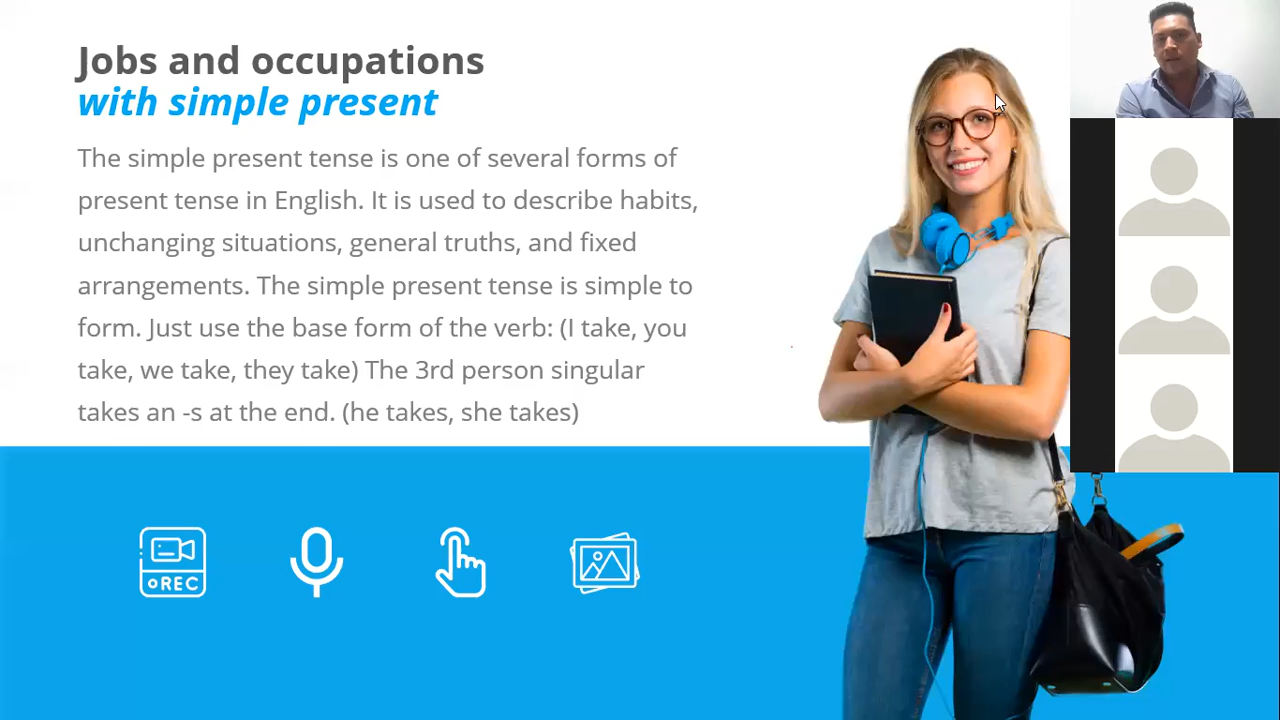 Jobs and occupations
with simple present
The simple present tense is one of several forms of
present tense in English. It is used to describe habits,
unchanging situations, general truths, and fixed
arrangements. The simple present tense is simple to
form. Just use the base form of the verb: (I take, you
take, we take, they take) The 3rd person singular
takes an -s at the end. (he takes, she takes)
REC